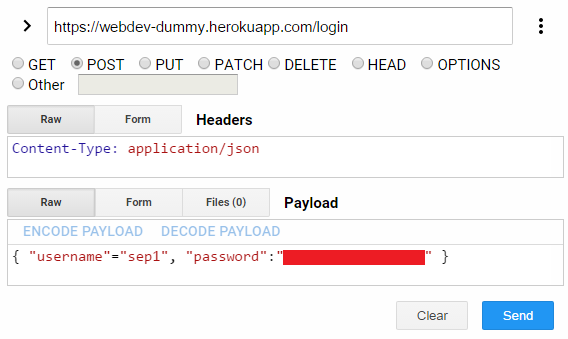 https://webdev-dummy.herokuapp.com/login
GET POST PUT PATCH DELETE HEAD OPTIONS
Other
Raw Form Headers
Content-Type: application/json
Raw Form Files (0) Payload
ENCODE PAYLOAD DECODE PAYLOAD
{ "username"="sep1", "password":" " }
Clear Send